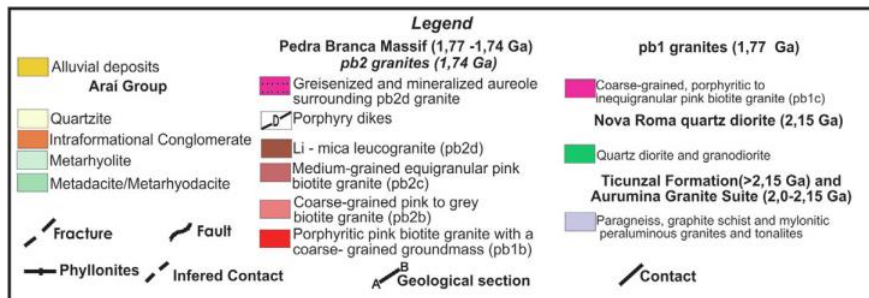 Legend
Alluvial deposits
Arai Group
Quartzite
Intraformational Conglomerate
Metarhyolite
Metadacite/Metarhyodacite
Fracture
Fault
Phyllonites
Infered Contact
Pedra Branca Massif (1,77 -1,74 Ga)
pb2 granites (1,74 Ga)
Greisenized and mineralized aureole
surrounding pb2d granite
D
Porphyry dikes
Li - mica leucogranite (pb2d)
Medium-grained equigranular pink
biotite granite (pb2c)
Coarse-grained pink to grey
biotite granite (pb2b)
Porphyritic pink biotite granite with a
coarse- grained groundmass (pb1b)
A B
Geological section
pb1 granites (1,77 Ga)
Coarse-grained, porphyritic to
inequigranular pink biotite granite (pb1c)
Nova Roma quartz diorite (2,15 Ga)
Quartz diorite and granodiorite
Ticunzal Formation(>2,15 Ga) and
Aurumina Granite Suite (2,0-2,15 Ga)
Paragneiss, graphite schist and mylonitic
peraluminous granites and tonalites
Contact